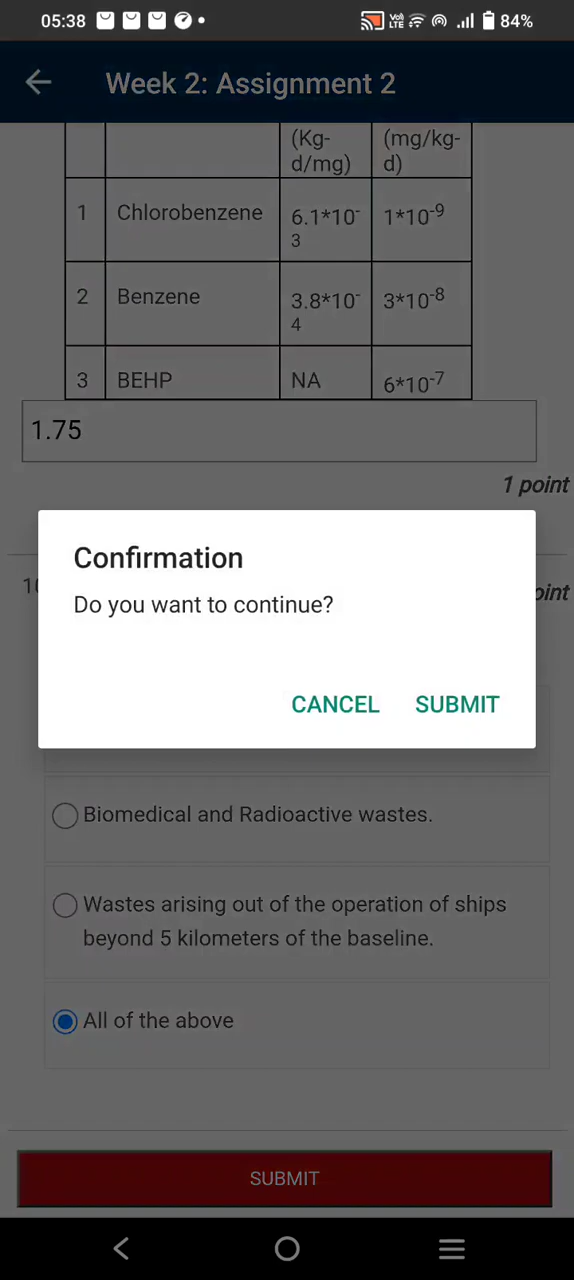 05:38 Vo) LTE 84%
Week 2: Assignment 2
(Kg- (mg/kg-
d/mg) d)
1 Chlorobenzene 6.1*10- 1*10-9
3
2 Benzene 3.8*10- 3*10-8
4
3 BEHP NA 6*10-7
1.75
1 point
Confirmation
Do you want to continue?
CANCEL SUBMIT
Biomedical and Radioactive wastes.
Wastes arising out of the operation of ships
beyond 5 kilometers of the baseline.
All of the above
SUBMIT